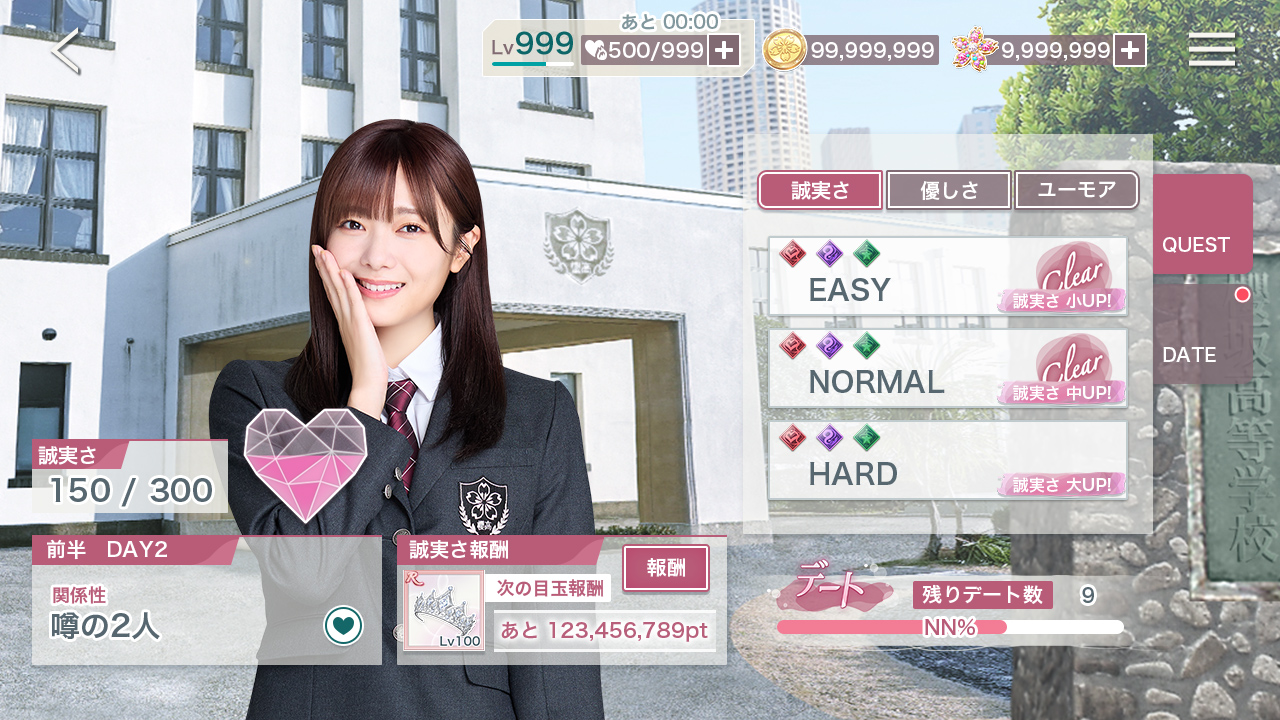 あと 00:00
Lv999
500/999
99,999,999
9,999,999
誠実さ
優しさ
ユーモア
EASY
Clear
誠実さ 小UP!
NORMAL
Clear
誠実さ 中UP!
HARD
誠実さ 大UP!
QUEST
DATE
高等学校
誠実さ
150 / 300
前半 DAY2
関係性
噂の2人
誠実さ報酬
報酬
R
Lv100
次の目玉報酬
あと 123,456,789pt
デート
残りデート数 9
NN%